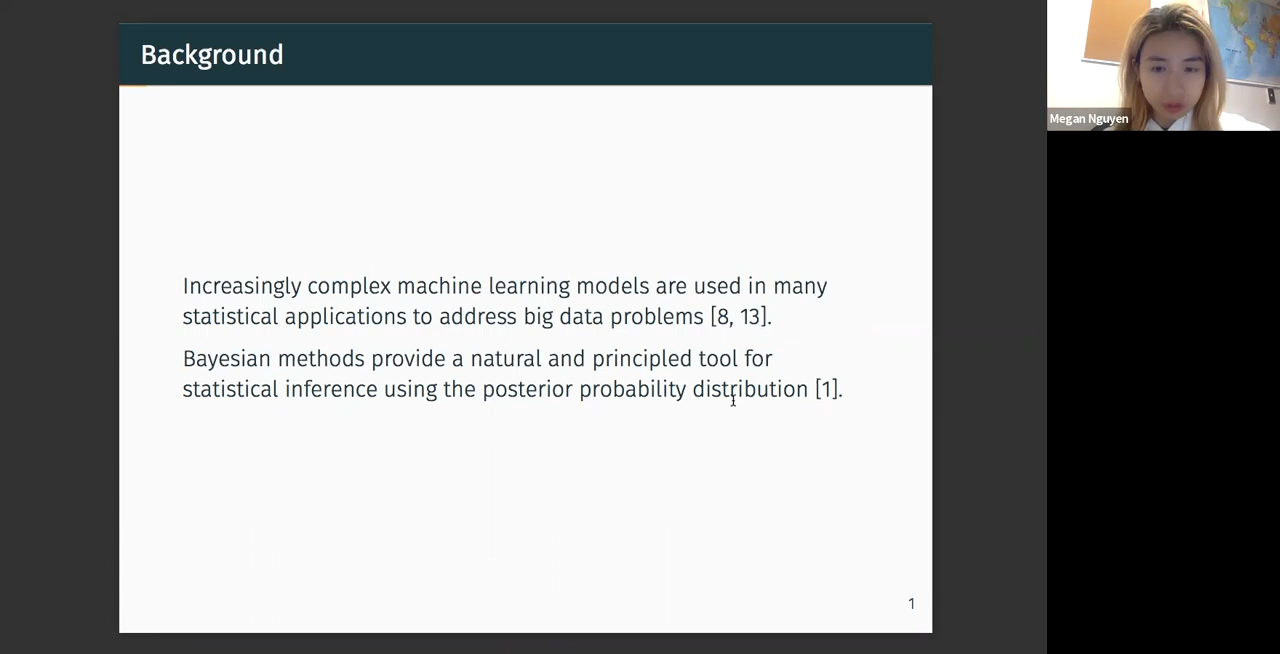 Background
Increasingly complex machine learning models are used in many
statistical applications to address big data problems [8, 13].
Bayesian methods provide a natural and principled tool for
statistical inference using the posterior probability distribution [1].
1
Megan Nguyen